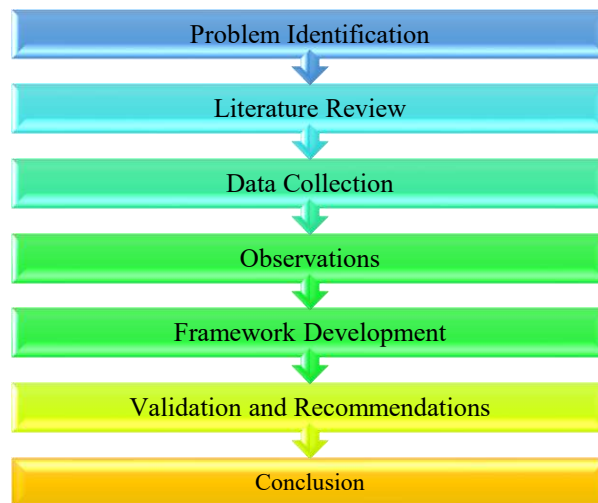 Problem Identification
Literature Review
Data Collection
Observations
Framework Development
Validation and Recommendations
Conclusion